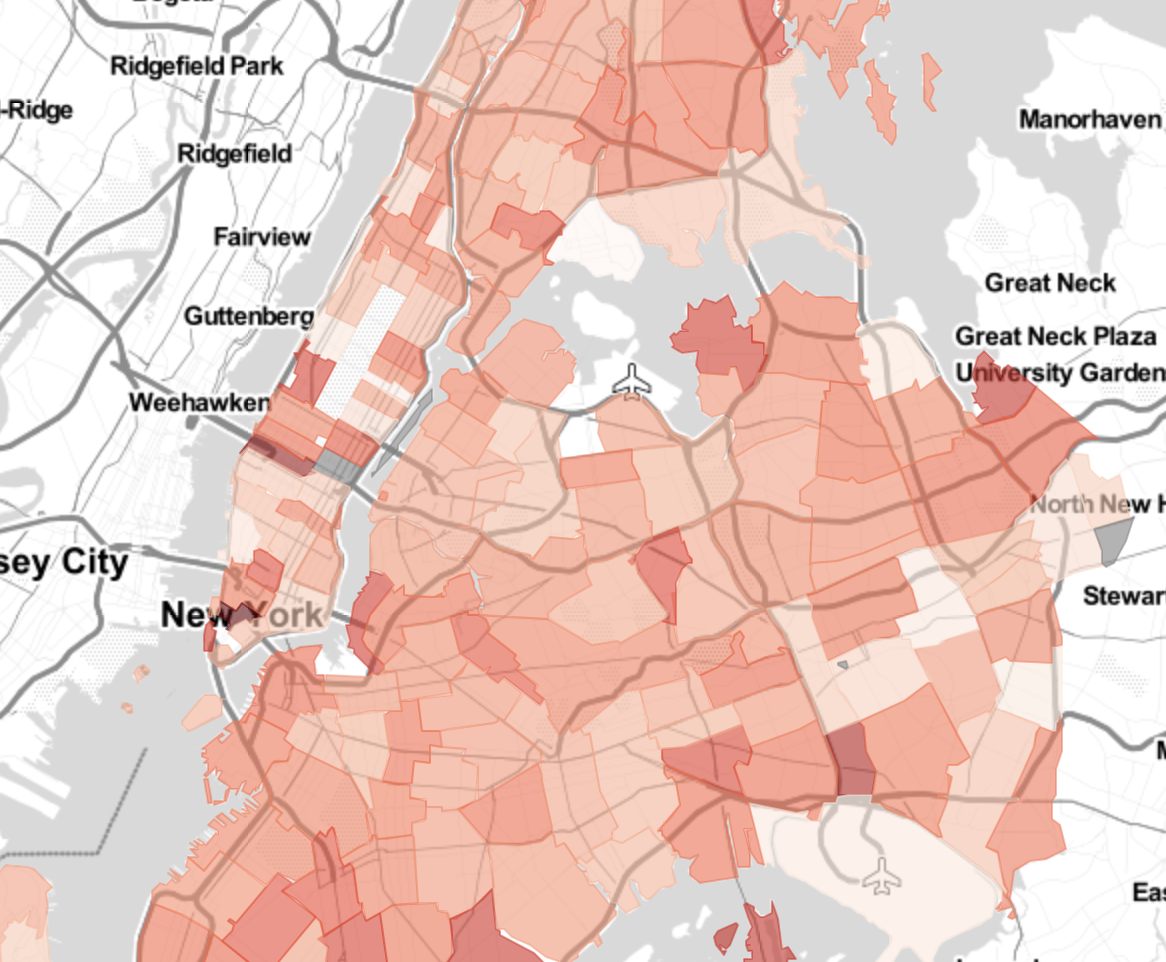 Bogota
Ridgefield Park
-Ridge
Manorhaven
Ridgefield
Fairview
Great Neck
Guttenberg
Great Neck Plaza
University Garden
Weehawken
North New H
sey City
Stewar
New York
M
Eas